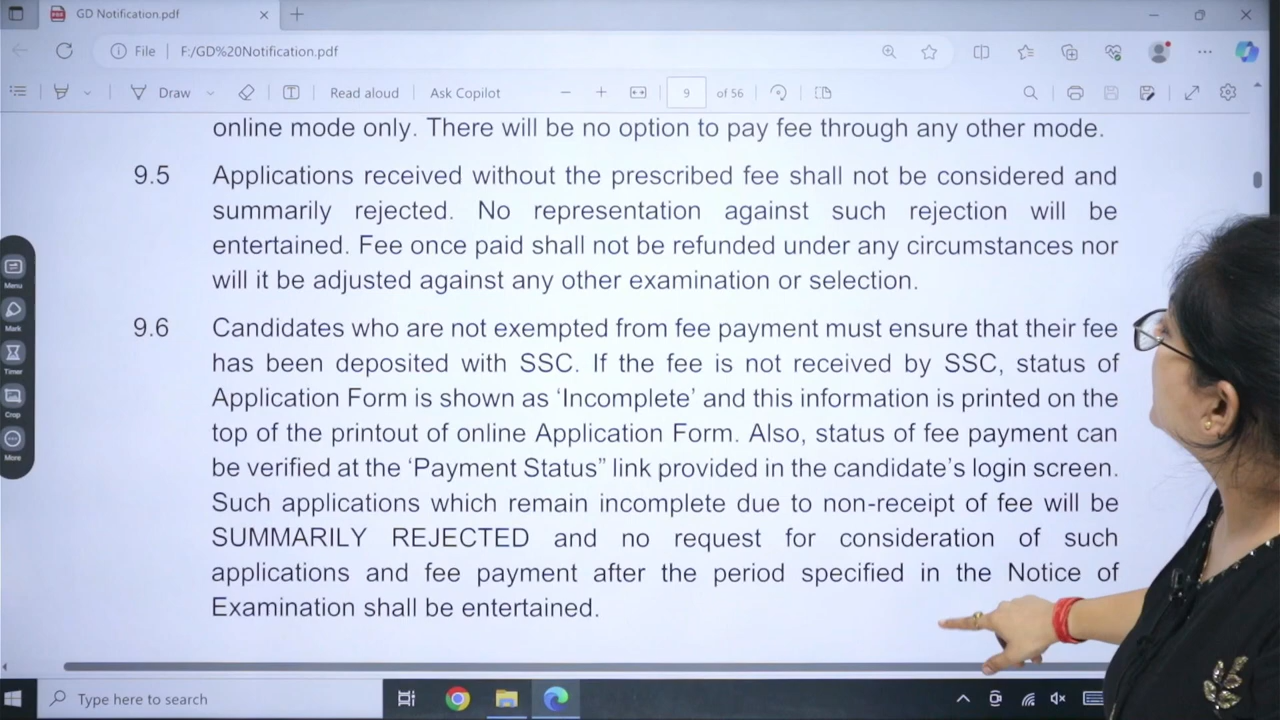 GD Notification.pdf
File F:/GD%20Notification.pdf
Draw Read aloud Ask Copilot 9 of 56
online mode only. There will be no option to pay fee through any other mode.
9.5 Applications received without the prescribed fee shall not be considered and
summarily rejected. No representation against such rejection will be
entertained. Fee once paid shall not be refunded under any circumstances nor
will it be adjusted against any other examination or selection.
9.6 Candidates who are not exempted from fee payment must ensure that their fee
has been deposited with SSC. If the fee is not received by SSC, status of
Application Form is shown as ‘Incomplete’ and this information is printed on the
top of the printout of online Application Form. Also, status of fee payment can
be verified at the ‘Payment Status” link provided in the candidate’s login screen.
Such applications which remain incomplete due to non-receipt of fee will be
SUMMARILY REJECTED and no request for consideration of such
applications and fee payment after the period specified in the Notice of
Examination shall be entertained.
Menu
Mark
Timer
Crop
More
Type here to search